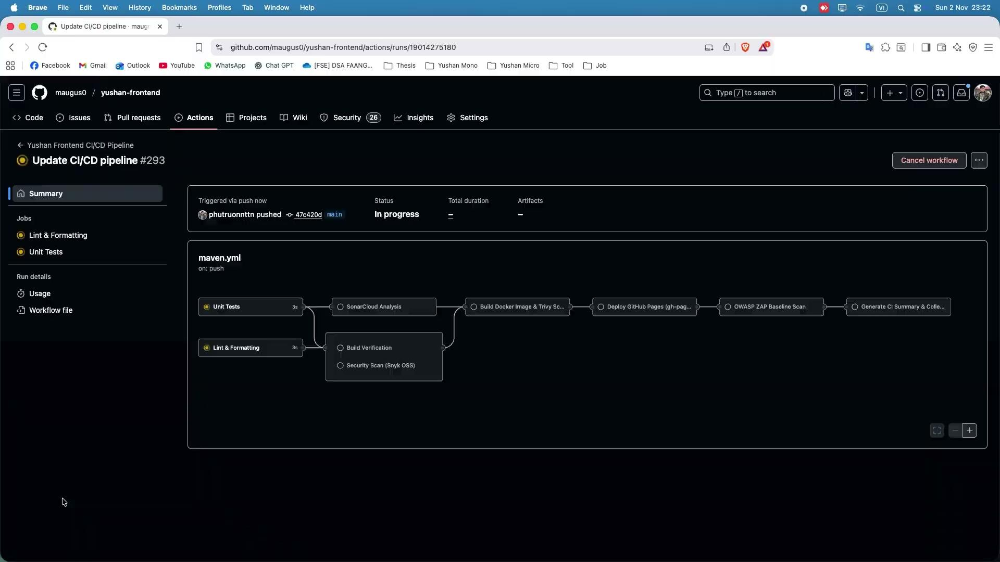 Brave File Edit View History Bookmarks Profiles Tab Window Help VI Sun 2 Nov 23:22
Update CI/CD pipeline · maug
github.com/maugus0/yushan-frontend/actions/runs/19014275180 1
Facebook Gmail Outlook YouTube WhatsApp Chat GPT [FSE] DSA FAANG... Thesis Yushan Mono Yushan Micro Tool Job
maugus0 / yushan-frontend Type / to search
Code Issues Pull requests Actions Projects Wiki Security 26 Insights Settings
Yushan Frontend CI/CD Pipeline
Update CI/CD pipeline #293 Cancel workflow
Summary
Jobs
Lint & Formatting
Unit Tests
Run details
Usage
Workflow file
Triggered via push now Status Total duration Artifacts
phutruonnttn pushed 47c420d main In progress – –
maven.yml
on: push
Unit Tests 3s SonarCloud Analysis Build Docker Image & Trivy Sc... Deploy GitHub Pages (gh-pag... OWASP ZAP Baseline Scan Generate CI Summary & Colle...
Lint & Formatting 3s Build Verification
Security Scan (Snyk OSS)